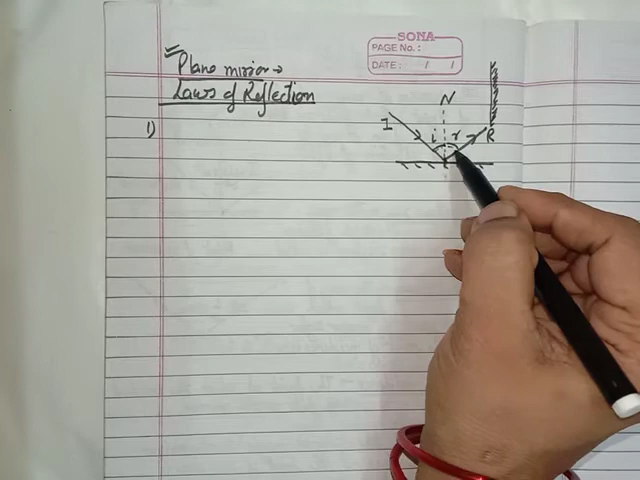 SONA
PAGE No.:
DATE: / /
Plane mirror→
Laws of Reflection
1)
N
I i r R